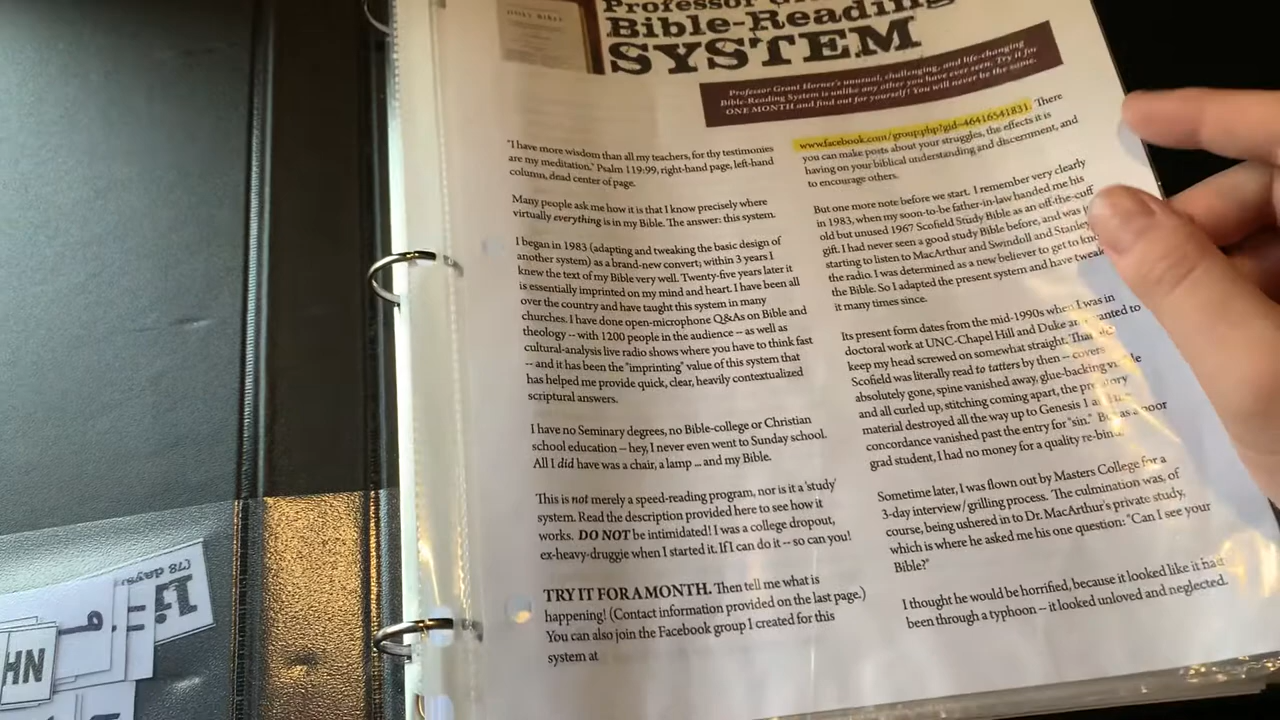 HOLY BIBLE
Professor
Bible-Reading
SYSTEM
Professor Grant Horner's unusual, challenging, and life-changing
Bible-Reading System is unlike any other you have ever seen. Try it for
ONE MONTH and find out for yourself! You will never be the same.
"I have more wisdom than all my teachers, for thy testimonies
are my meditation." Psalm 119:99, right-hand page, left-hand
column, dead center of page.
Many people ask me how it is that I know precisely where
virtually everything is in my Bible. The answer: this system.
I began in 1983 (adapting and tweaking the basic design of
another system) as a brand-new convert; within 3 years I
knew the text of my Bible very well. Twenty-five years later it
is essentially imprinted on my mind and heart. I have been all
over the country and have taught this system in many
churches. I have done open-microphone Q&As on Bible and
theology -- with 1200 people in the audience -- as well as
cultural-analysis live radio shows where you have to think fast
-- and it has been the "imprinting" value of this system that
has helped me provide quick, clear, heavily contextualized
scriptural answers.
I have no Seminary degrees, no Bible-college or Christian
school education -- hey, I never even went to Sunday school.
All I did have was a chair, a lamp ... and my Bible.
This is not merely a speed-reading program, nor is it a 'study'
system. Read the description provided here to see how it
works. DO NOT be intimidated! I was a college dropout,
ex-heavy-druggie when I started it. If I can do it -- so can you!
TRY IT FOR A MONTH. Then tell me what is
happening! (Contact information provided on the last page.)
You can also join the Facebook group I created for this
system at
www.facebook.com/group.php?gid=46416541831. There
you can make posts about your struggles, the effects it is
having on your biblical understanding and discernment, and
to encourage others.
But one more note before we start. I remember very clearly
in 1983, when my soon-to-be father-in-law handed me his
old but unused 1967 Scofield Study Bible as an off-the-cuff
gift. I had never seen a good study Bible before, and was
starting to listen to MacArthur and Swindoll and Stanley
the radio. I was determined as a new believer to get to
the Bible. So I adapted the present system and have
it many times since.
Its present form dates from the mid-1990s when I was in
doctoral work at UNC-Chapel Hill and Duke
keep my head screwed on somewhat straight.
Scofield was literally read to tatters by then -- covers
absolutely gone, spine vanished away, glue-backing
and all curled up, stitching coming apart, the
material destroyed all the way up to Genesis 1
concordance vanished past the entry for "sin." as a poor
grad student, I had no money for a quality
Sometime later, I was flown out by Masters College for a
3-day interview/grilling process. The culmination was, of
course, being ushered in to Dr. MacArthur's private study,
which is where he asked me his one question: "Can I see your
Bible?"
I thought he would be horrified, because it looked like it had
been through a typhoon -- it looked unloved and neglected.
(78 days)
HN